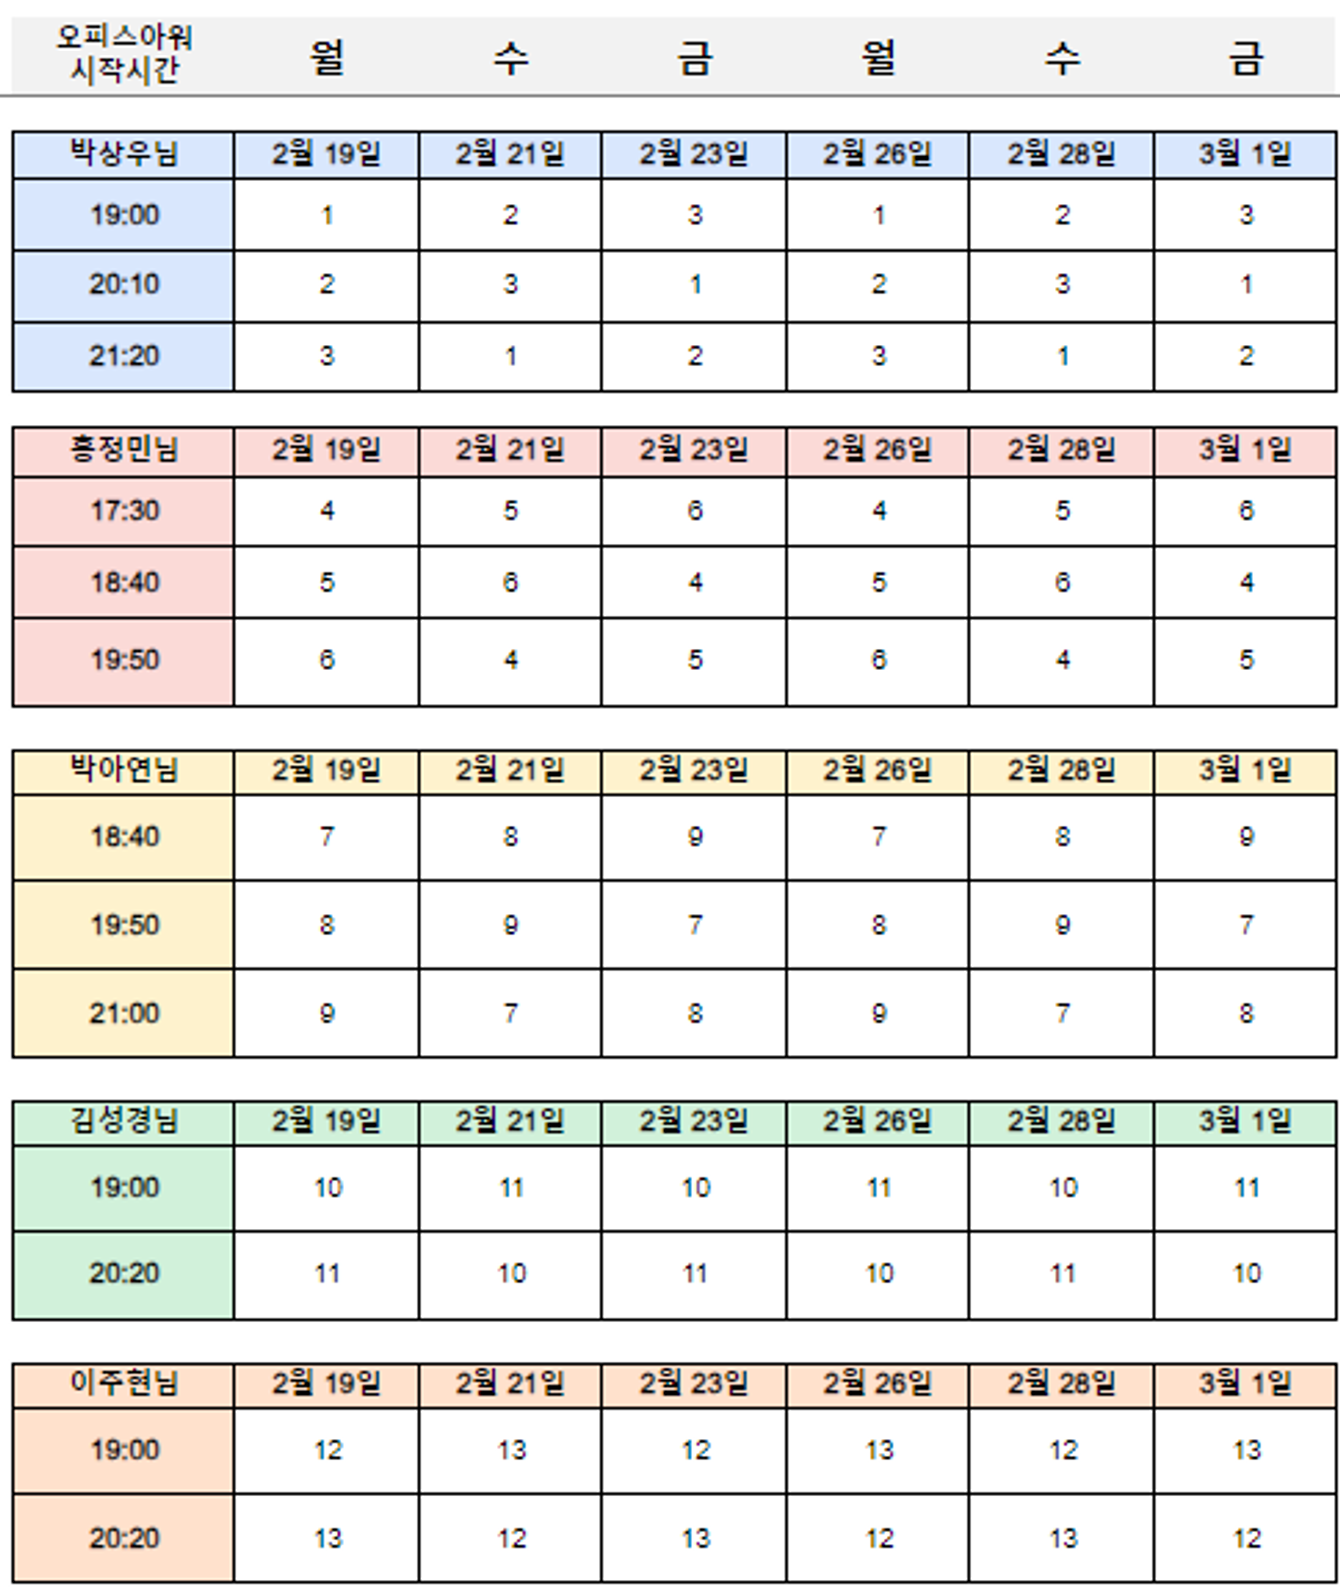 오피스아워
시작시간 월 수 금 월 수 금
박상우님 2월 19일 2월 21일 2월 23일 2월 26일 2월 28일 3월 1일
19:00 1 2 3 1 2 3
20:10 2 3 1 2 3 1
21:20 3 1 2 3 1 2
홍정민님 2월 19일 2월 21일 2월 23일 2월 26일 2월 28일 3월 1일
17:30 4 5 6 4 5 6
18:40 5 6 4 5 6 4
19:50 6 4 5 6 4 5
박아연님 2월 19일 2월 21일 2월 23일 2월 26일 2월 28일 3월 1일
18:40 7 8 9 7 8 9
19:50 8 9 7 8 9 7
21:00 9 7 8 9 7 8
김성경님 2월 19일 2월 21일 2월 23일 2월 26일 2월 28일 3월 1일
19:00 10 11 10 11 10 11
20:20 11 10 11 10 11 10
이주현님 2월 19일 2월 21일 2월 23일 2월 26일 2월 28일 3월 1일
19:00 12 13 12 13 12 13
20:20 13 12 13 12 13 12